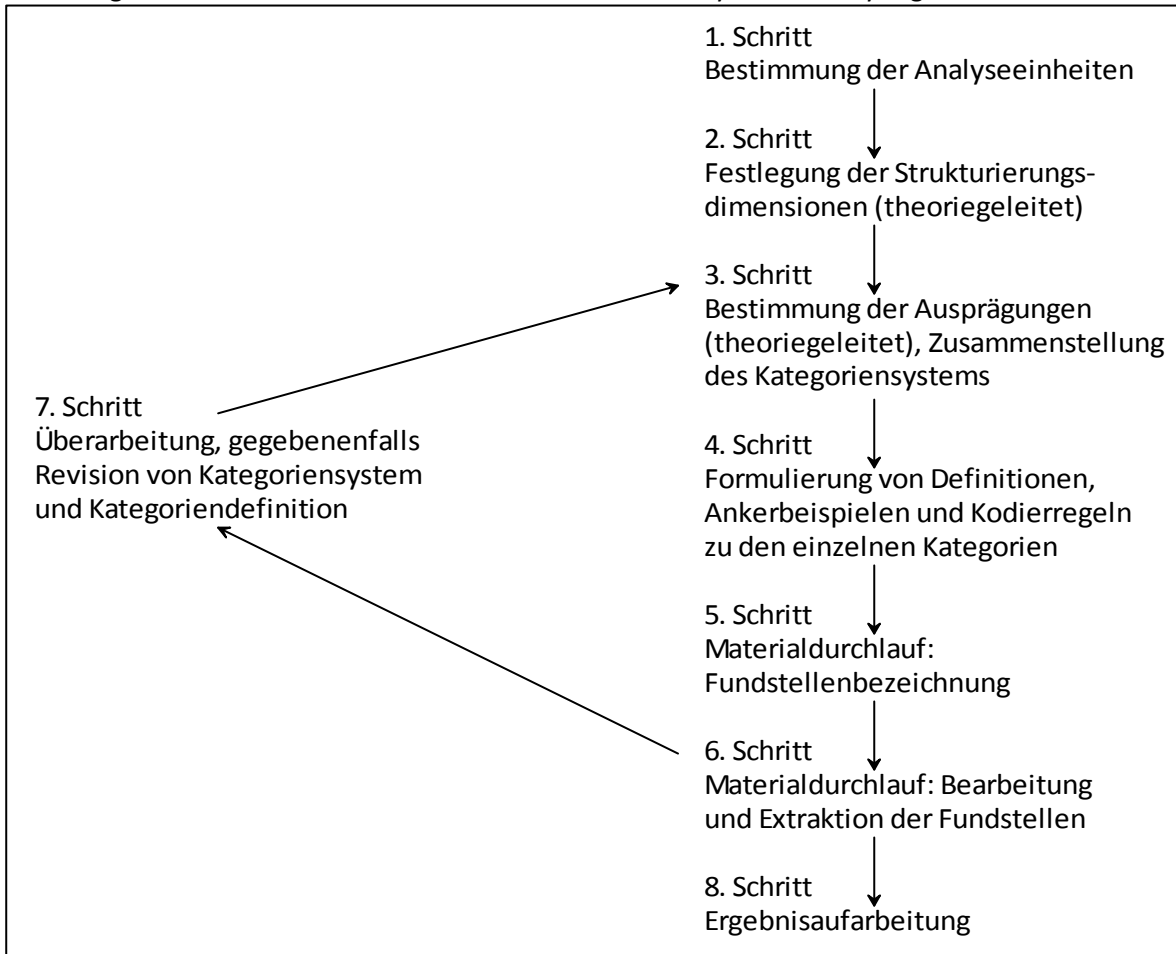 1. Schritt
Bestimmung der Analyseeinheiten
2. Schritt
Festlegung der Strukturierungs-
dimensionen (theoriegeleitet)
3. Schritt
Bestimmung der Ausprägungen
(theoriegeleitet), Zusammenstellung
des Kategoriensystems
7. Schritt
Überarbeitung, gegebenenfalls
Revision von Kategoriensystem
und Kategoriendefinition
4. Schritt
Formulierung von Definitionen,
Ankerbeispielen und Kodierregeln
zu den einzelnen Kategorien
5. Schritt
Materialdurchlauf:
Fundstellenbezeichnung
6. Schritt
Materialdurchlauf: Bearbeitung
und Extraktion der Fundstellen
8. Schritt
Ergebnisaufarbeitung